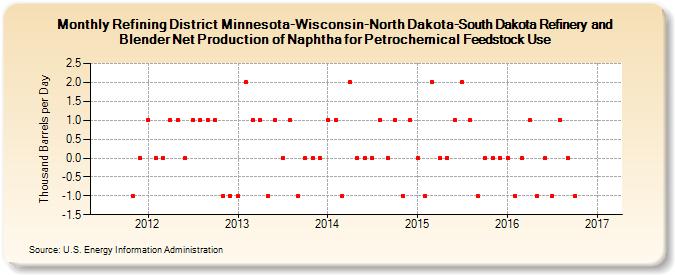 Monthly Refining District Minnesota-Wisconsin-North Dakota-South Dakota Refinery and
Blender Net Production of Naphtha for Petrochemical Feedstock Use
Thousand Barrels per Day
2.5
2.0
1.5
1.0
0.5
0.0
-0.5
-1.0
-1.5
2012 2013 2014 2015 2016 2017
Source: U.S. Energy Information Administration